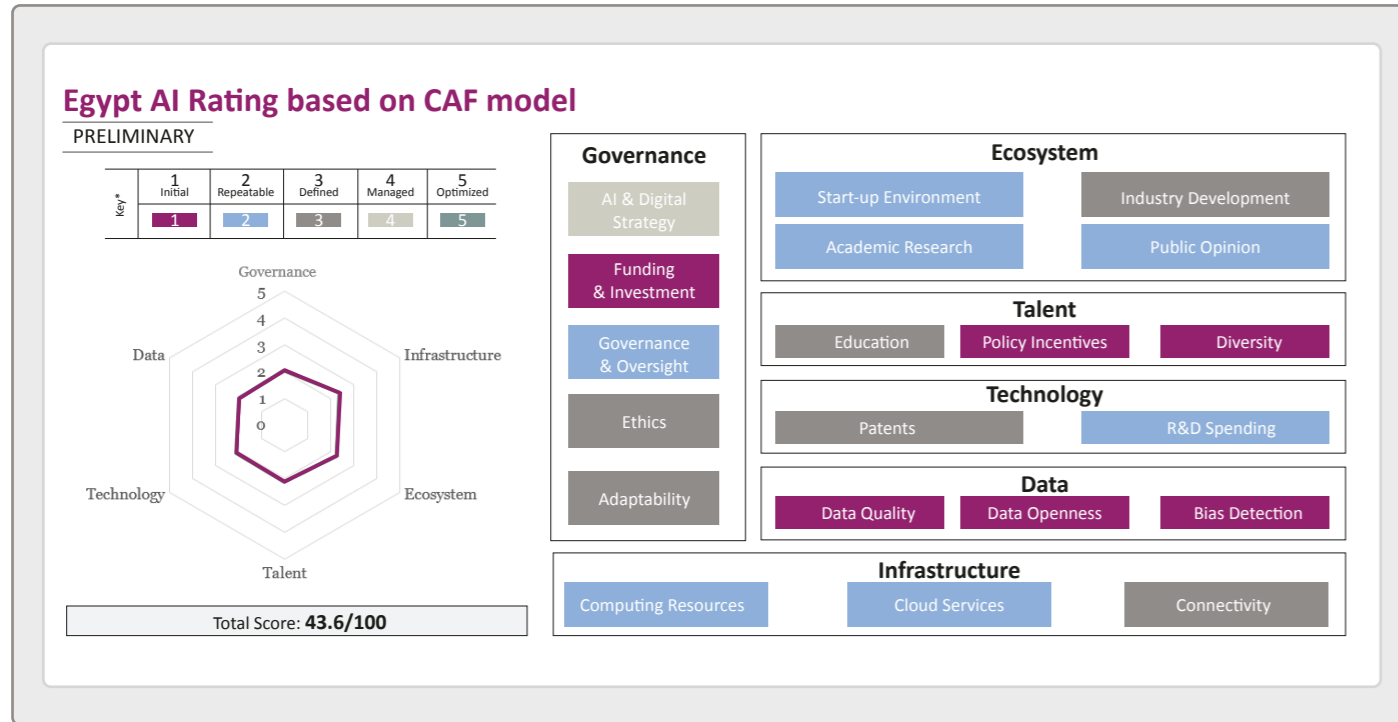 Egypt AI Rating based on CAF model
PRELIMINARY
Key*
1
Initial
2
Repeatable
3
Defined
4
Managed
5
Optimized
1
2
3
4
5
Governance
5
4
3
2
1
0
Data
Infrastructure
Technology
Ecosystem
Talent
Total Score: 43.6/100
Governance
AI & Digital
Strategy
Funding
& Investment
Governance
& Oversight
Ethics
Adaptability
Ecosystem
Start-up Environment
Industry Development
Academic Research
Public Opinion
Talent
Education
Policy Incentives
Diversity
Technology
Patents
R&D Spending
Data
Data Quality
Data Openness
Bias Detection
Infrastructure
Computing Resources
Cloud Services
Connectivity